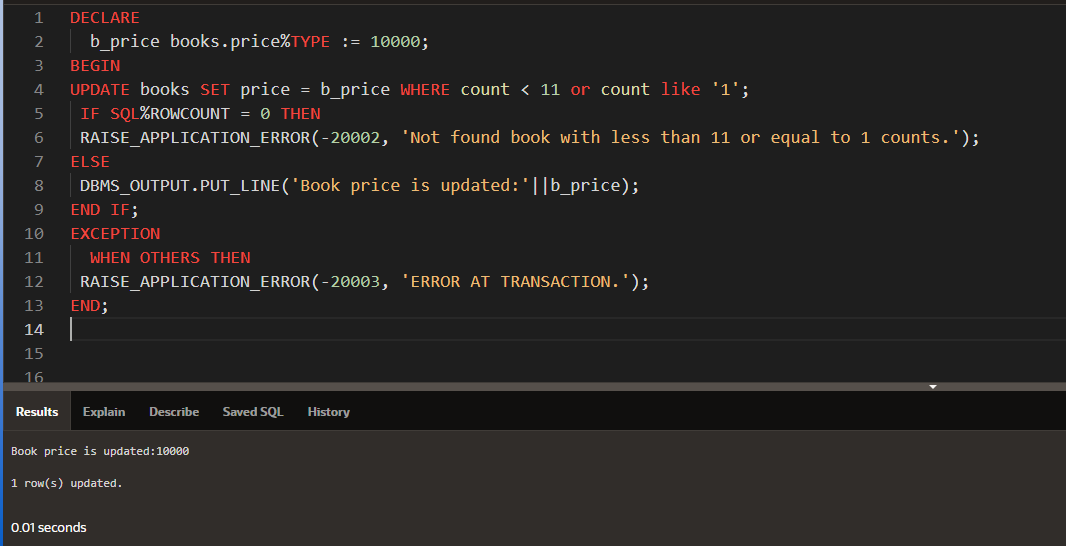 1 DECLARE
2 b_price books.price%TYPE := 10000;
3 BEGIN
4 UPDATE books SET price = b_price WHERE count < 11 or count like '1';
5 IF SQL%ROWCOUNT = 0 THEN
6 RAISE_APPLICATION_ERROR(-20002, 'Not found book with less than 11 or equal to 1 counts.');
7 ELSE
8 DBMS_OUTPUT.PUT_LINE('Book price is updated:'||b_price);
9 END IF;
10 EXCEPTION
11 WHEN OTHERS THEN
12 RAISE_APPLICATION_ERROR(-20003, 'ERROR AT TRANSACTION.');
13 END;
14
15
16
Results Explain Describe Saved SQL History
Book price is updated:10000
1 row(s) updated.
0.01 seconds